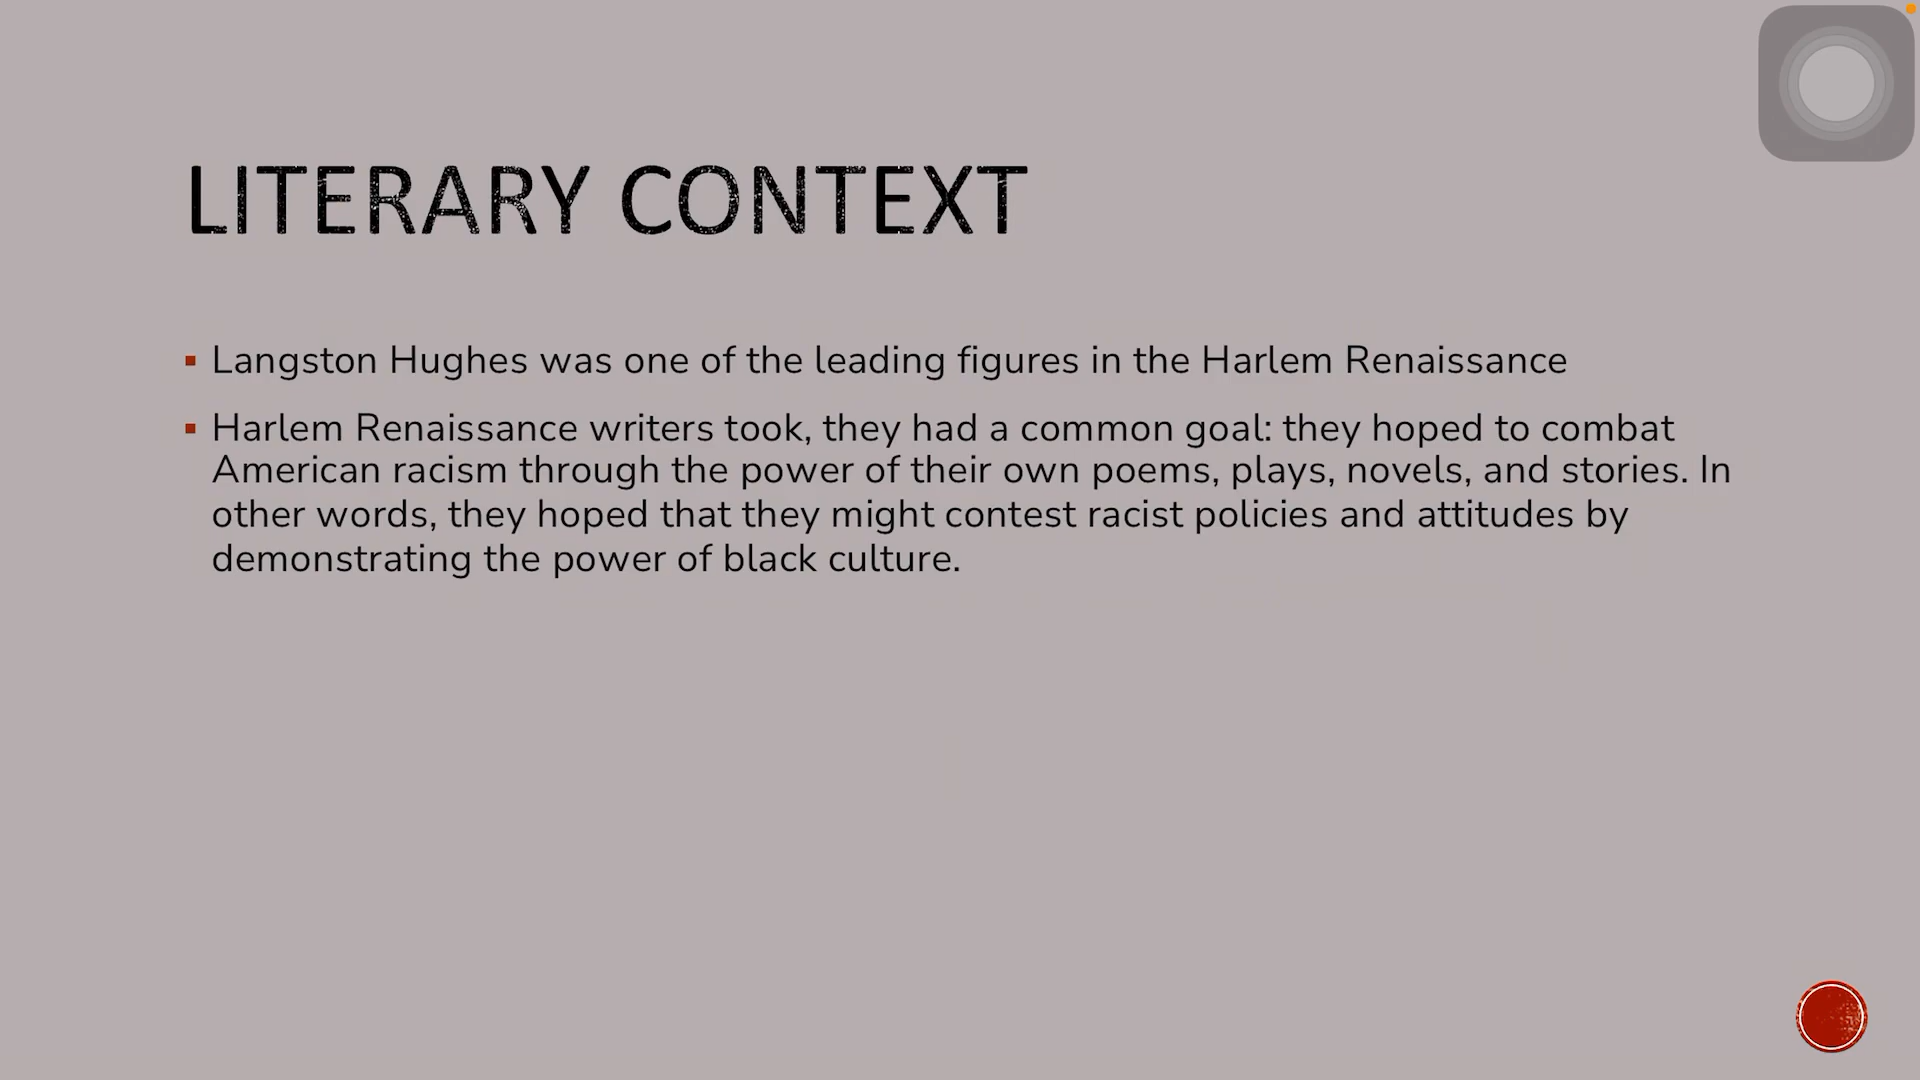 LITERARY CONTEXT
Langston Hughes was one of the leading figures in the Harlem Renaissance
Harlem Renaissance writers took, they had a common goal: they hoped to combat
American racism through the power of their own poems, plays, novels, and stories. In
other words, they hoped that they might contest racist policies and attitudes by
demonstrating the power of black culture.